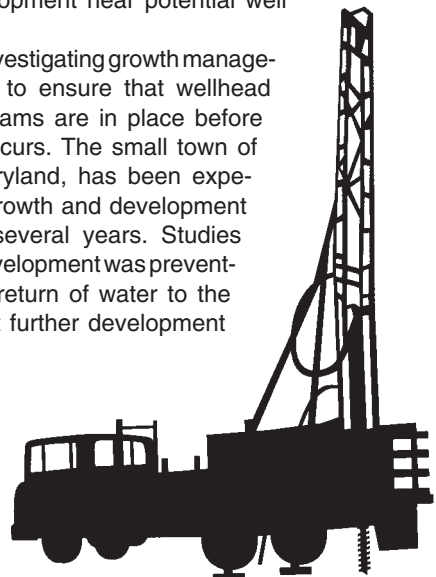 opment near potential well
vestigating growth manage-
to ensure that wellhead
ams are in place before
curs. The small town of
ryland, has been expe-
rowth and development
several years. Studies
velopment was prevent-
return of water to the
t further development